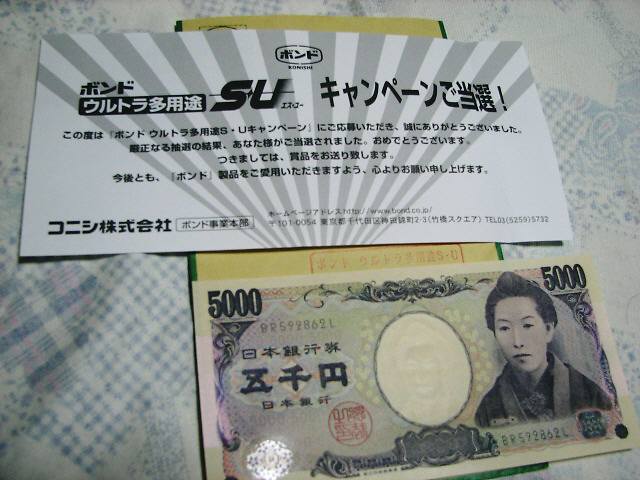 ボンド
KONISHI
ボンド
ウルトラ多用途 S・U キャンペーンご当選!
エス・ユー
この度は『ボンド ウルトラ多用途S・Uキャンペーン』にご応募いただき、誠にありがとうございました。
厳正なる抽選の結果、あなた様がご当選されました。おめでとうございます。
つきましては、賞品をお送り致します。
今後とも、『ボンド』製品をご愛用いただきますよう、心よりお願い申し上げます。
ホームページアドレスhttp://www.bond.co.jp/
コニシ株式会社 ボンド事業本部 〒101-0054 東京都千代田区神田錦町2-3(竹橋スクエア) TEL03(5259)5732
ボンド ウルトラ多用途S・U
5000 5000
BR592862L
日本銀行券
五千円
日本銀行
BR592862L